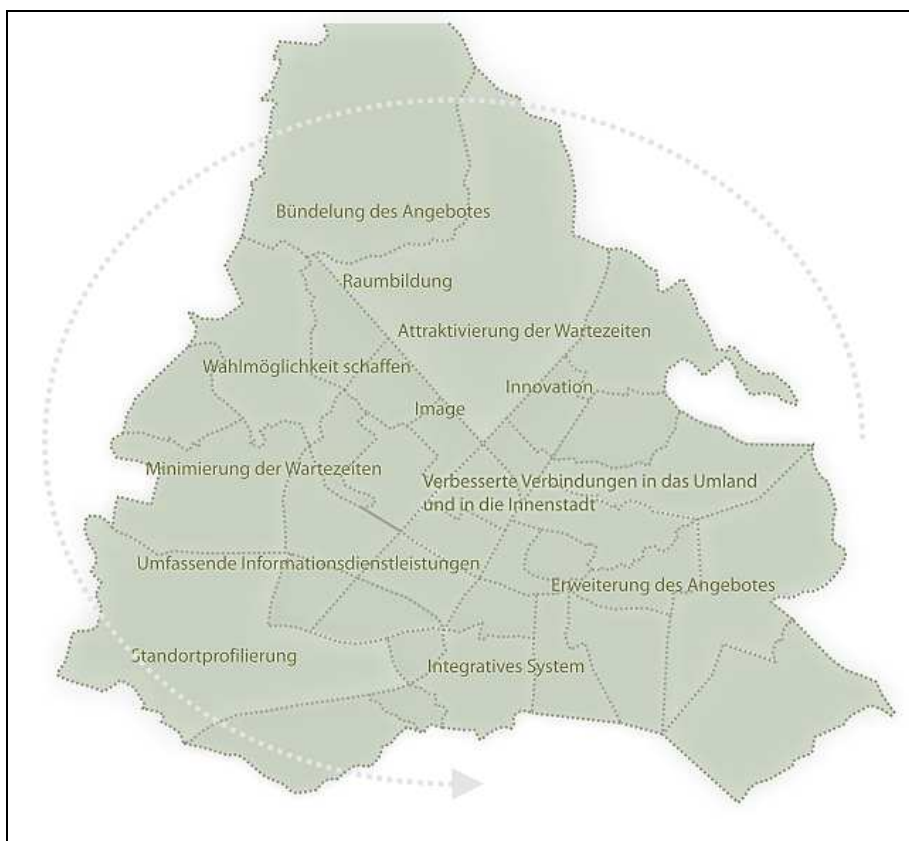 Bündelung des Angebotes
Raumbildung
Attraktivierung der Wartezeiten
Wahlmöglichkeit schaffen
Innovation
Image
Minimierung der Wartezeiten
Verbesserte Verbindungen in das Umland
und in die Innenstadt
Umfassende Informationsdienstleistungen
Erweiterung des Angebotes
Standortprofilierung
Integratives System